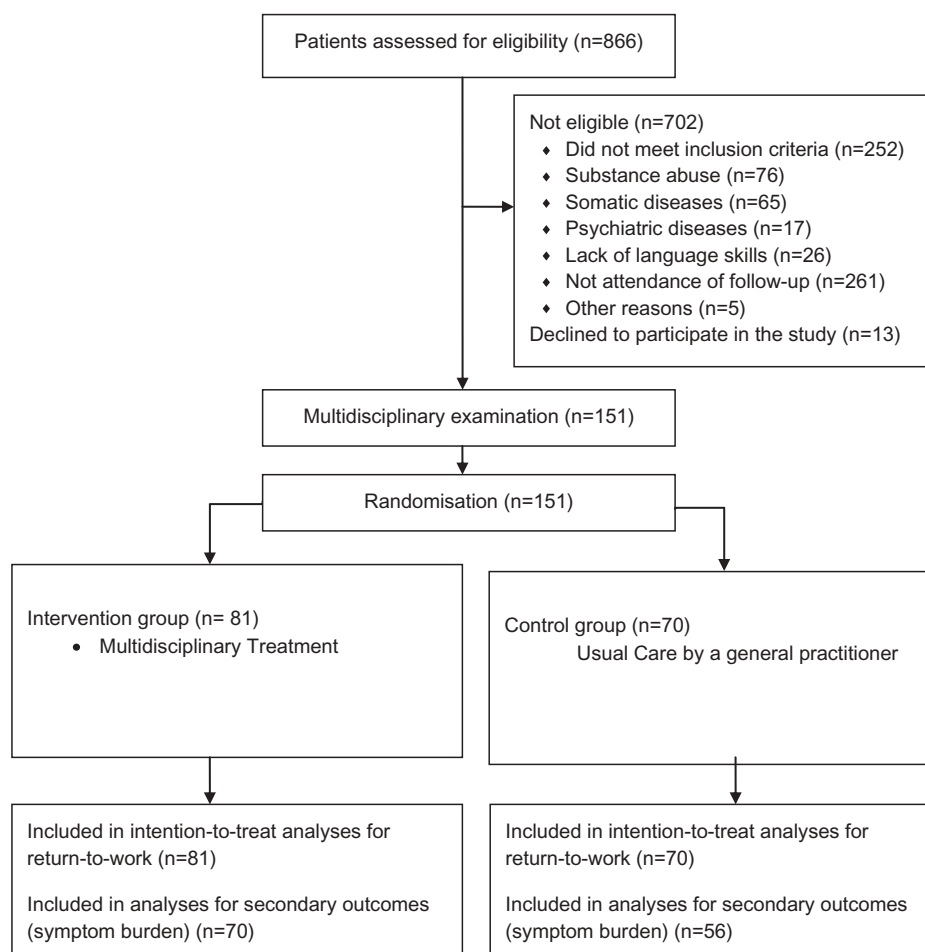 Patients assessed for eligibility (n=866)
Not eligible (n=702)
♦ Did not meet inclusion criteria (n=252)
♦ Substance abuse (n=76)
♦ Somatic diseases (n=65)
♦ Psychiatric diseases (n=17)
♦ Lack of language skills (n=26)
♦ Not attendance of follow-up (n=261)
♦ Other reasons (n=5)
Declined to participate in the study (n=13)
Multidisciplinary examination (n=151)
Randomisation (n=151)
Intervention group (n= 81)
• Multidisciplinary Treatment
Control group (n=70)
Usual Care by a general practitioner
Included in intention-to-treat analyses for
return-to-work (n=81)
Included in analyses for secondary outcomes
(symptom burden) (n=70)
Included in intention-to-treat analyses for
return-to-work (n=70)
Included in analyses for secondary outcomes
(symptom burden) (n=56)